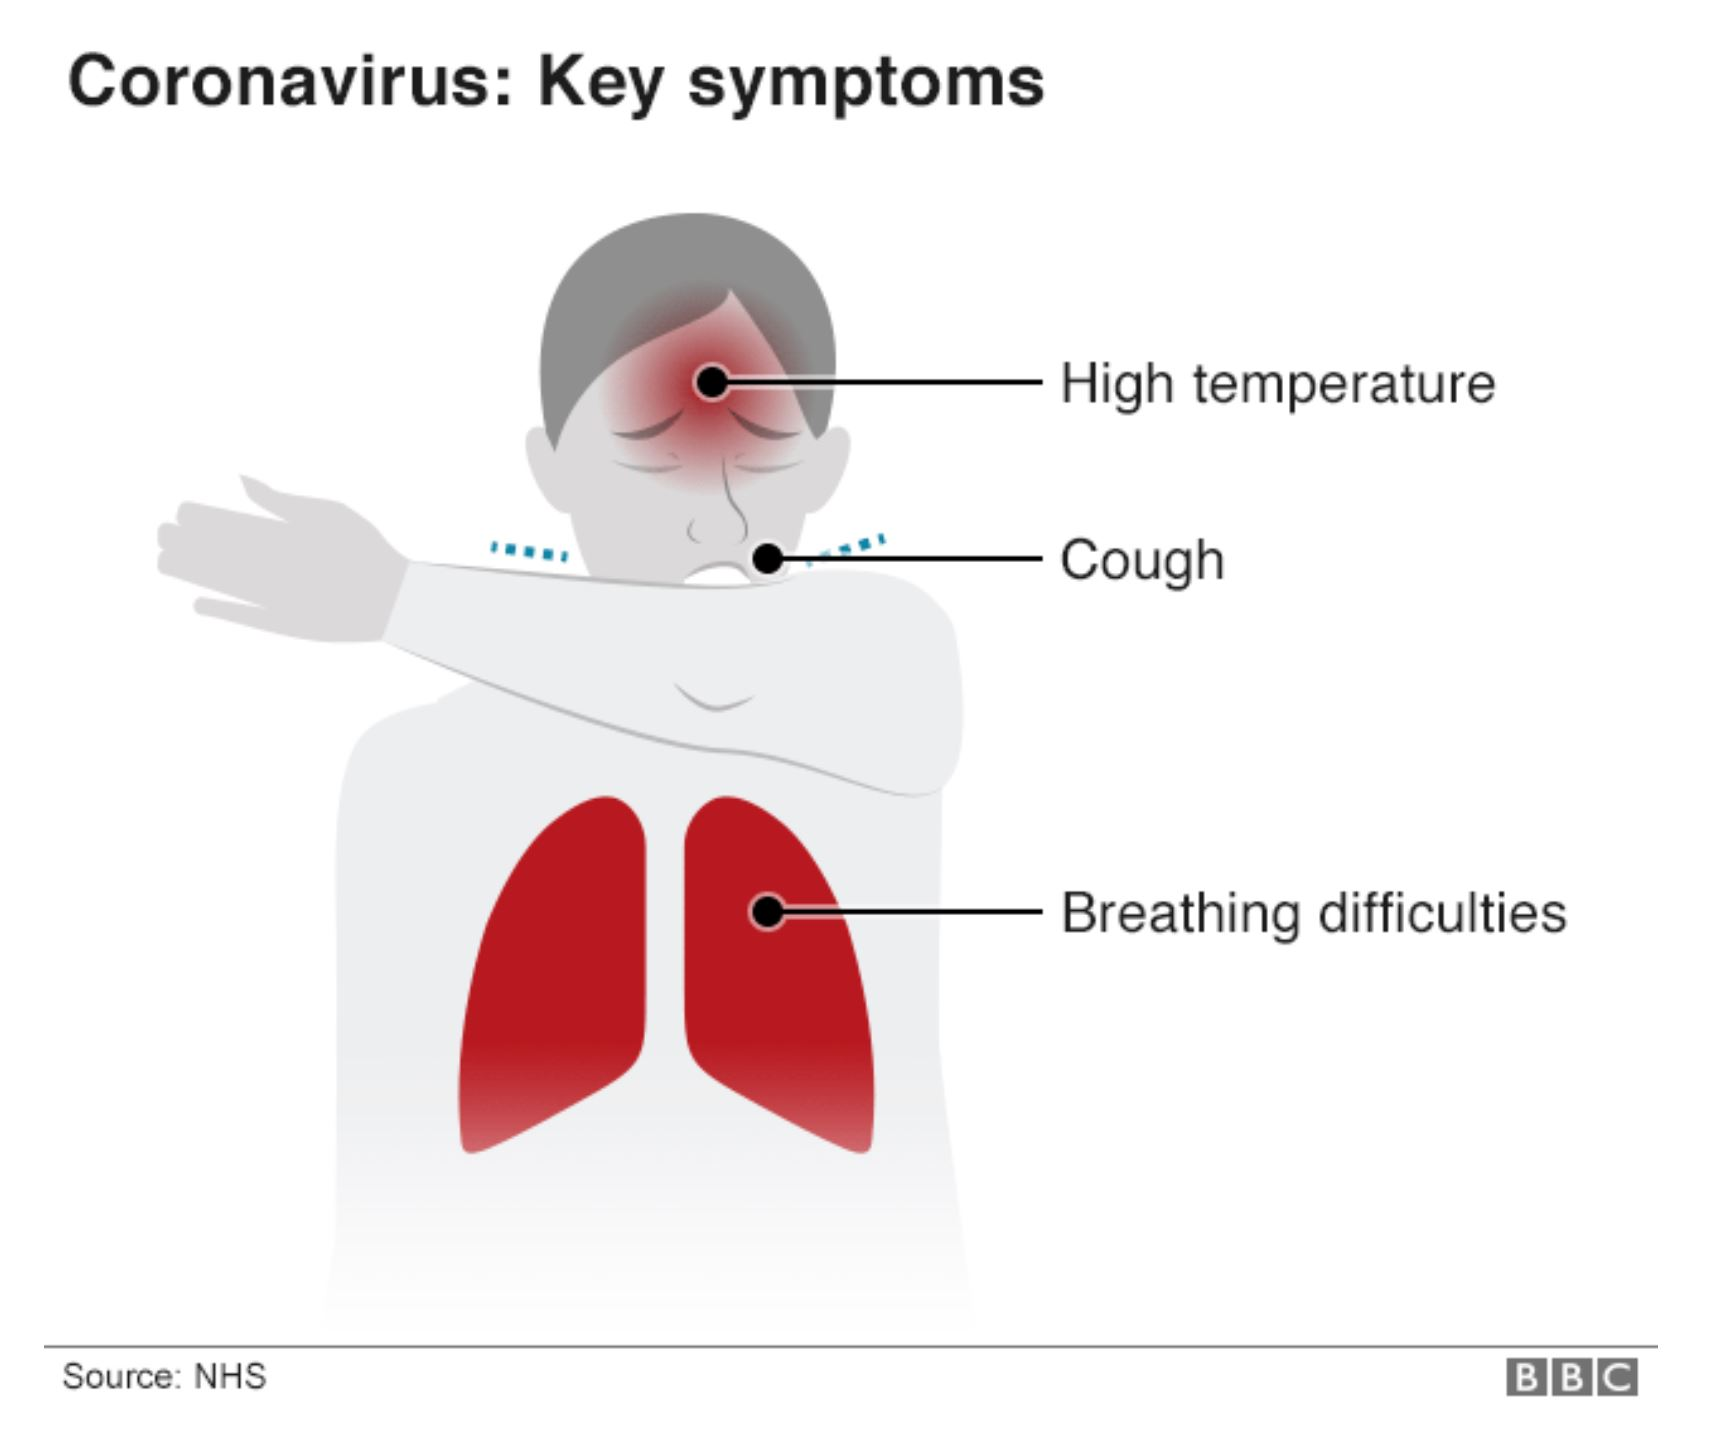 Coronavirus: Key symptoms
High temperature
Cough
Breathing difficulties
Source: NHS
BBC